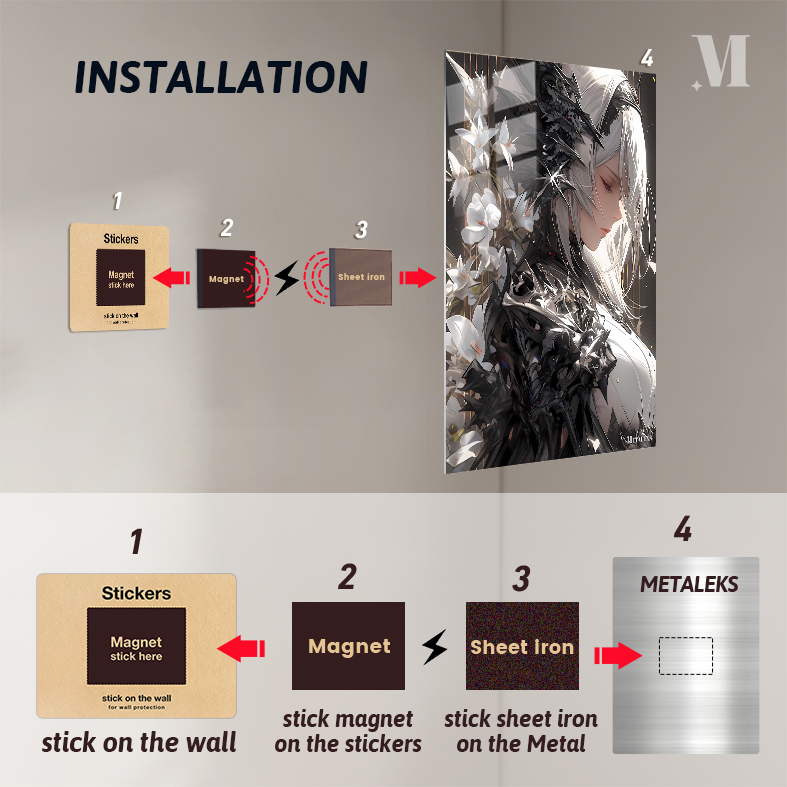 INSTALLATION
M
4
1
2
3
Stickers
Magnet
stick here
stick on the wall
for wall protection
Magnet
Sheet iron
1
2
3
4
Stickers
Magnet
stick here
stick on the wall
for wall protection
Magnet
Sheet iron
METALEKS
stick on the wall
stick magnet
on the stickers
stick sheet iron
on the Metal